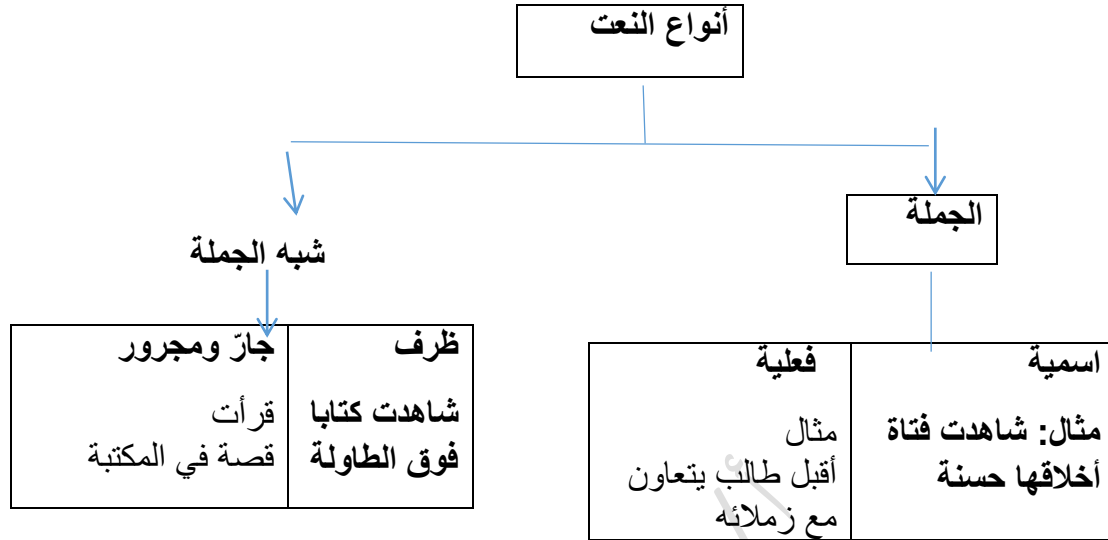 أنواع النعت
الجملة
شبه الجملة
اسمية
مثال: شاهدت فتاة
أخلاقها حسنة
فعلية
مثال
أقبل طالب يتعاون
مع زملائه
ظرف
شاهدت كتابا
فوق الطاولة
جارّ ومجرور
قرأت
قصة في المكتبة